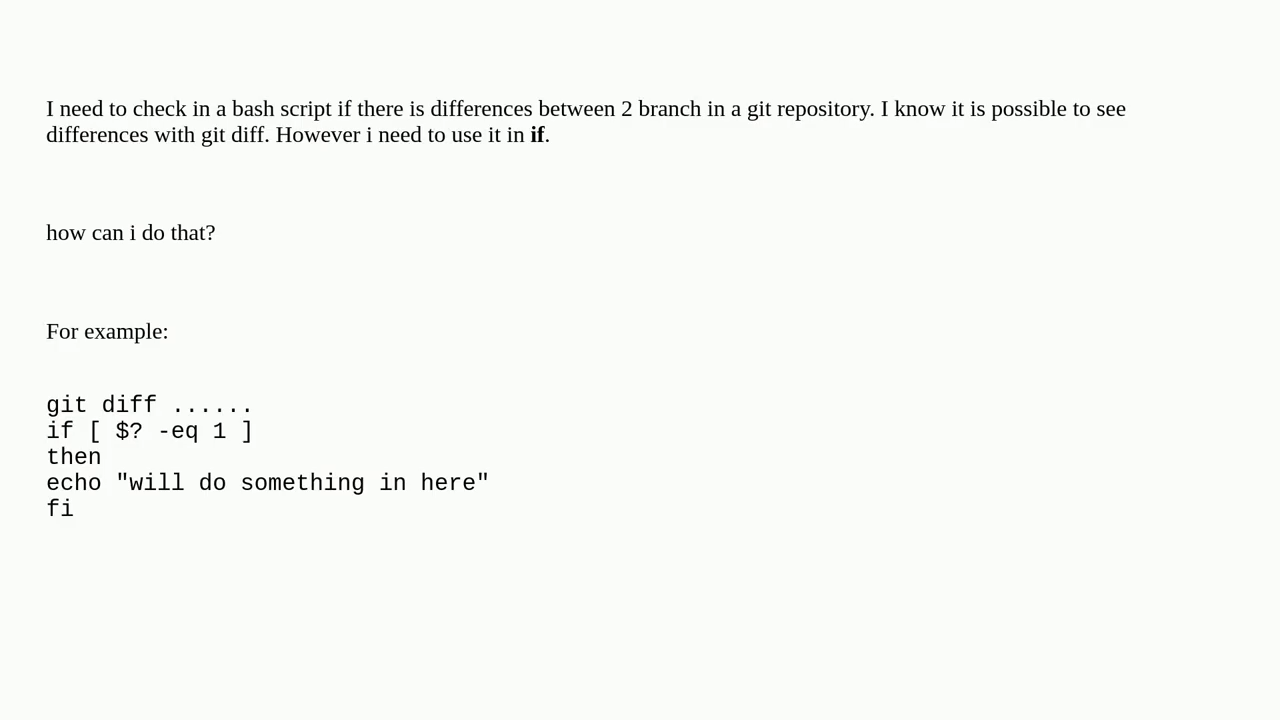 I need to check in a bash script if there is differences between 2 branch in a git repository. I know it is possible to see
differences with git diff. However i need to use it in if.
how can i do that?
For example:
git diff ......
if [ $? -eq 1 ]
then
echo "will do something in here"
fi